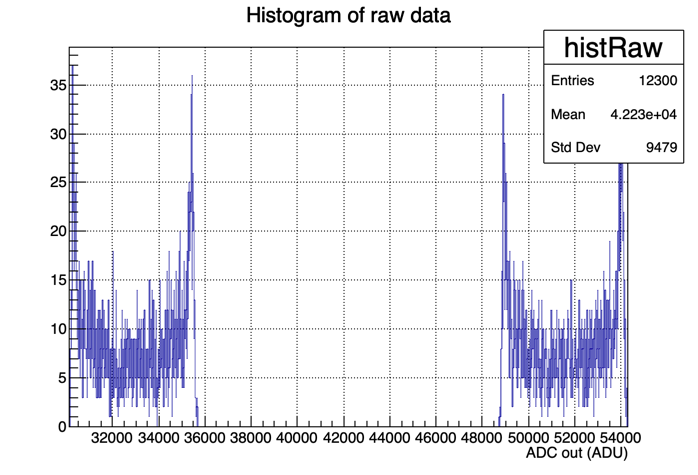 Histogram of raw data
histRaw
Entries 12300
Mean 4.223e+04
Std Dev 9479
35
30
25
20
15
10
5
0
32000 34000 36000 38000 40000 42000 44000 46000 48000 50000 52000 54000
ADC out (ADU)